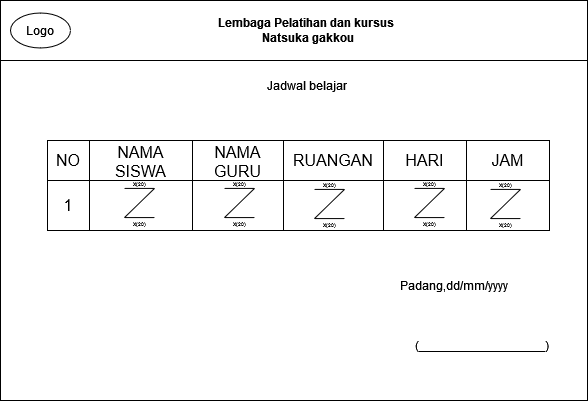 Logo
Lembaga Pelatihan dan kursus
Natsuka gakkou
Jadwal belajar
NO NAMA SISWA NAMA GURU RUANGAN HARI JAM
X(20) X(20) X(20) X(20) X(20)
1
X(20) X(20) X(20) X(20) X(20)
Padang,dd/mm/yyyy
(____________________)